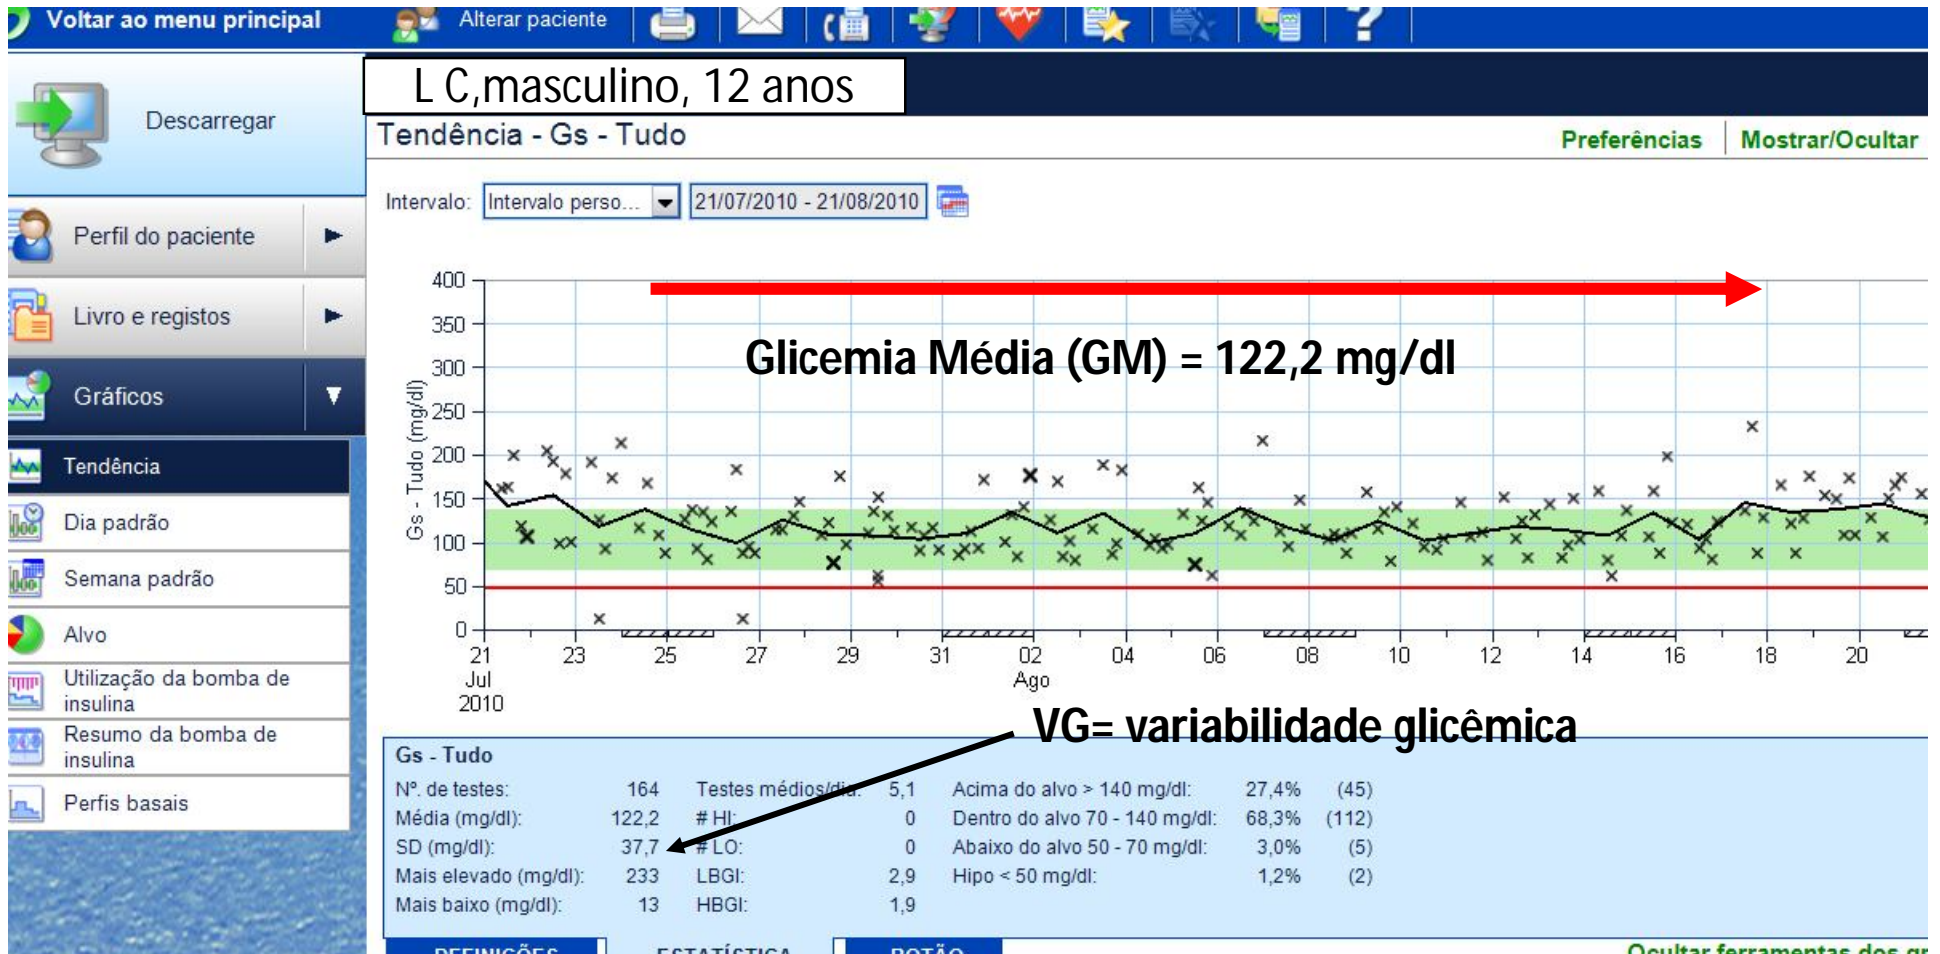 Voltar ao menu principal
Alterar paciente
?
Descarregar
L C,masculino, 12 anos
Tendência - Gs - Tudo
Preferências
Mostrar/Ocultar
Intervalo:
Intervalo perso...
21/07/2010 - 21/08/2010
Perfil do paciente
Livro e registos
Gráficos
Tendência
Dia padrão
Semana padrão
Alvo
Utilização da bomba de
insulina
Resumo da bomba de
insulina
Perfis basais
Glicemia Média (GM) = 122,2 mg/dl
Gs - Tudo (mg/dl)
400
350
300
250
200
150
100
50
0
21 23 25 27 29 31 02 04 06 08 10 12 14 16 18 20
Jul Ago
2010
VG= variabilidade glicêmica
Gs - Tudo
Nº. de testes: 164 Testes médios/dia: 5,1 Acima do alvo > 140 mg/dl: 27,4% (45)
Média (mg/dl): 122,2 # HI: 0 Dentro do alvo 70 - 140 mg/dl: 68,3% (112)
SD (mg/dl): 37,7 # LO: 0 Abaixo do alvo 50 - 70 mg/dl: 3,0% (5)
Mais elevado (mg/dl): 233 LBGI: 2,9 Hipo < 50 mg/dl: 1,2% (2)
Mais baixo (mg/dl): 13 HBGI: 1,9
DEFINIÇÕES
ESTATÍSTICA
BOTÃO
Ocultar ferramentas dos